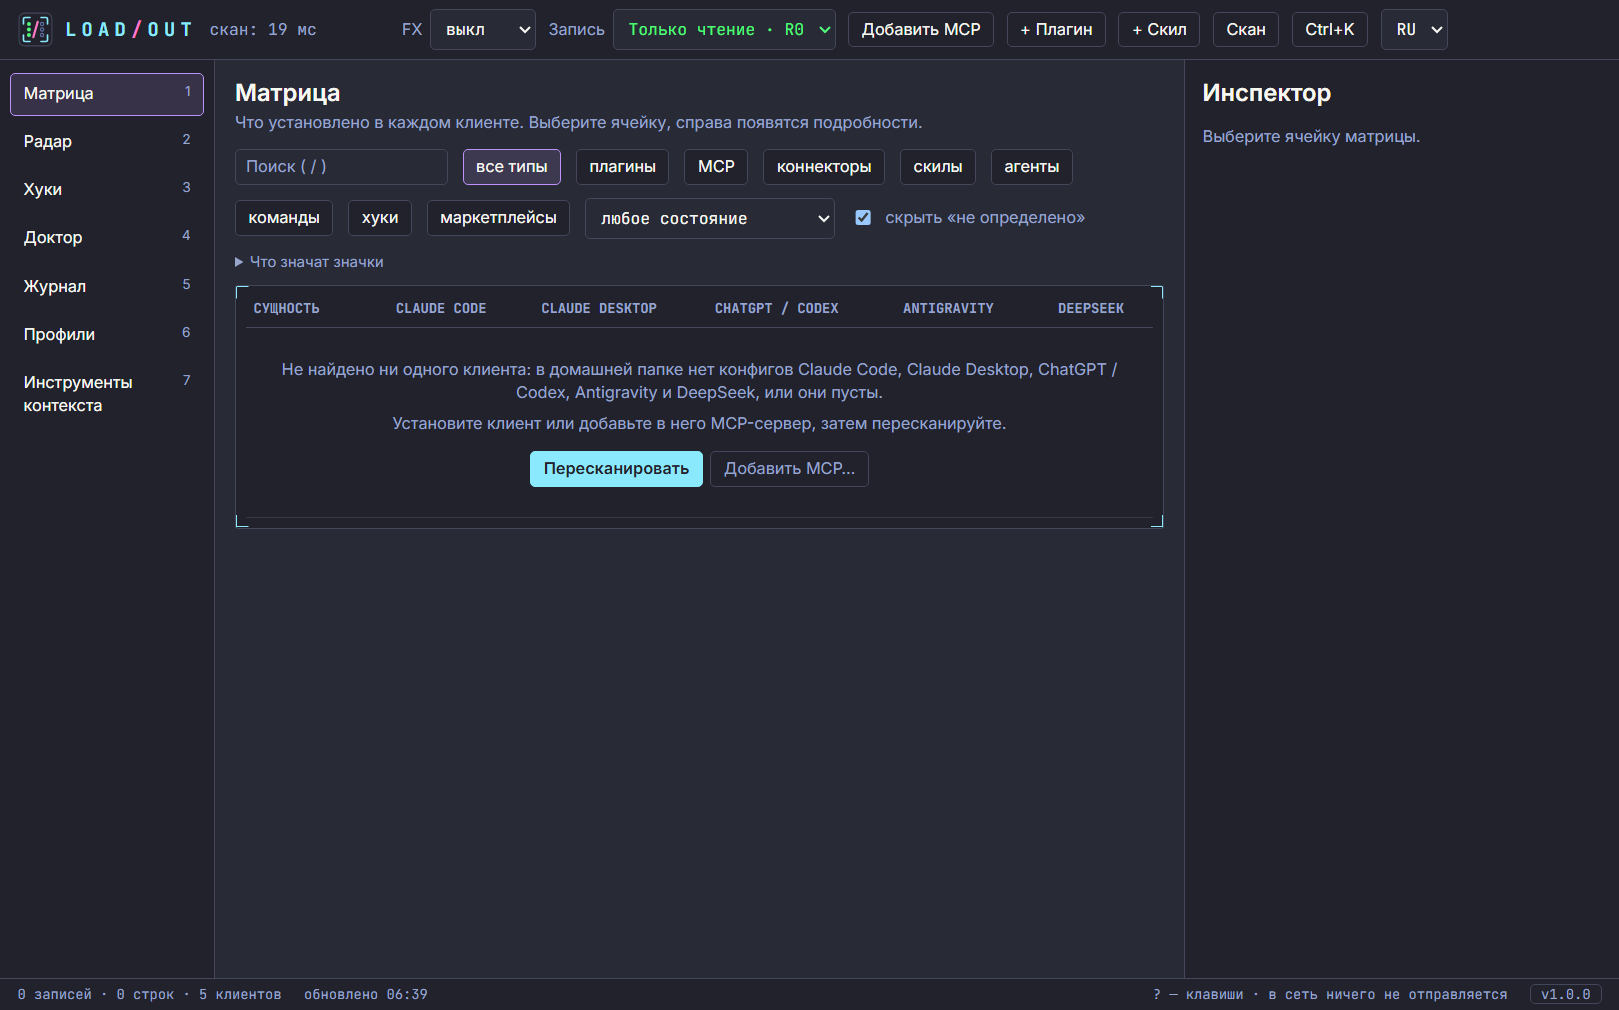 LOAD/OUT скан: 19 мс FX выкл Запись Только чтение · R0 Добавить MCP + Плагин + Скил Скан Ctrl+K RU
Матрица 1
Радар 2
Хуки 3
Доктор 4
Журнал 5
Профили 6
Инструменты контекста 7
Матрица
Что установлено в каждом клиенте. Выберите ячейку, справа появятся подробности.
Поиск ( / ) все типы плагины MCP коннекторы скилы агенты
команды хуки маркетплейсы любое состояние скрыть «не определено»
Что значат значки
СУЩНОСТЬ CLAUDE CODE CLAUDE DESKTOP CHATGPT / CODEX ANTIGRAVITY DEEPSEEK
Не найдено ни одного клиента: в домашней папке нет конфигов Claude Code, Claude Desktop, ChatGPT /
Codex, Antigravity и DeepSeek, или они пусты.
Установите клиент или добавьте в него MCP-сервер, затем пересканируйте.
Пересканировать Добавить MCP…
Инспектор
Выберите ячейку матрицы.
0 записей · 0 строк · 5 клиентов обновлено 06:39 ? — клавиши · в сеть ничего не отправляется v1.0.0